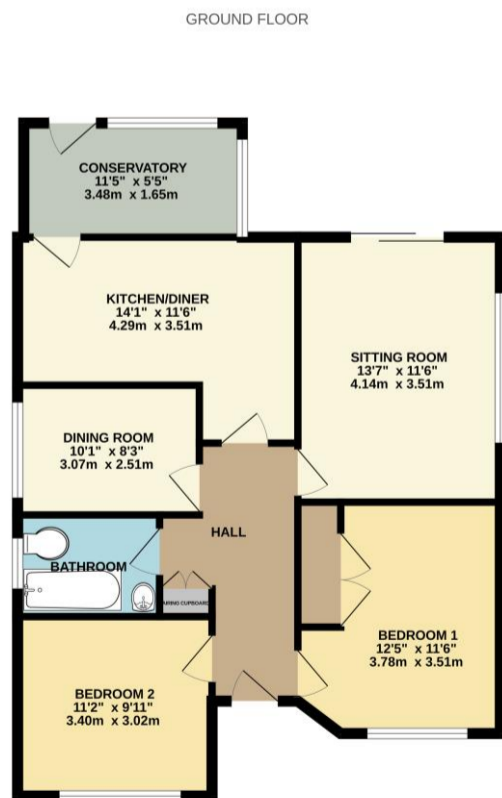 GROUND FLOOR
CONSERVATORY
11'5" x 5'5"
3.48m x 1.65m
KITCHEN/DINER
14'1" x 11'6"
4.29m x 3.51m
SITTING ROOM
13'7" x 11'6"
4.14m x 3.51m
DINING ROOM
10'1" x 8'3"
3.07m x 2.51m
HALL
BATHROOM
CUPBOARD
BEDROOM 1
12'5" x 11'6"
3.78m x 3.51m
BEDROOM 2
11'2" x 9'11"
3.40m x 3.02m